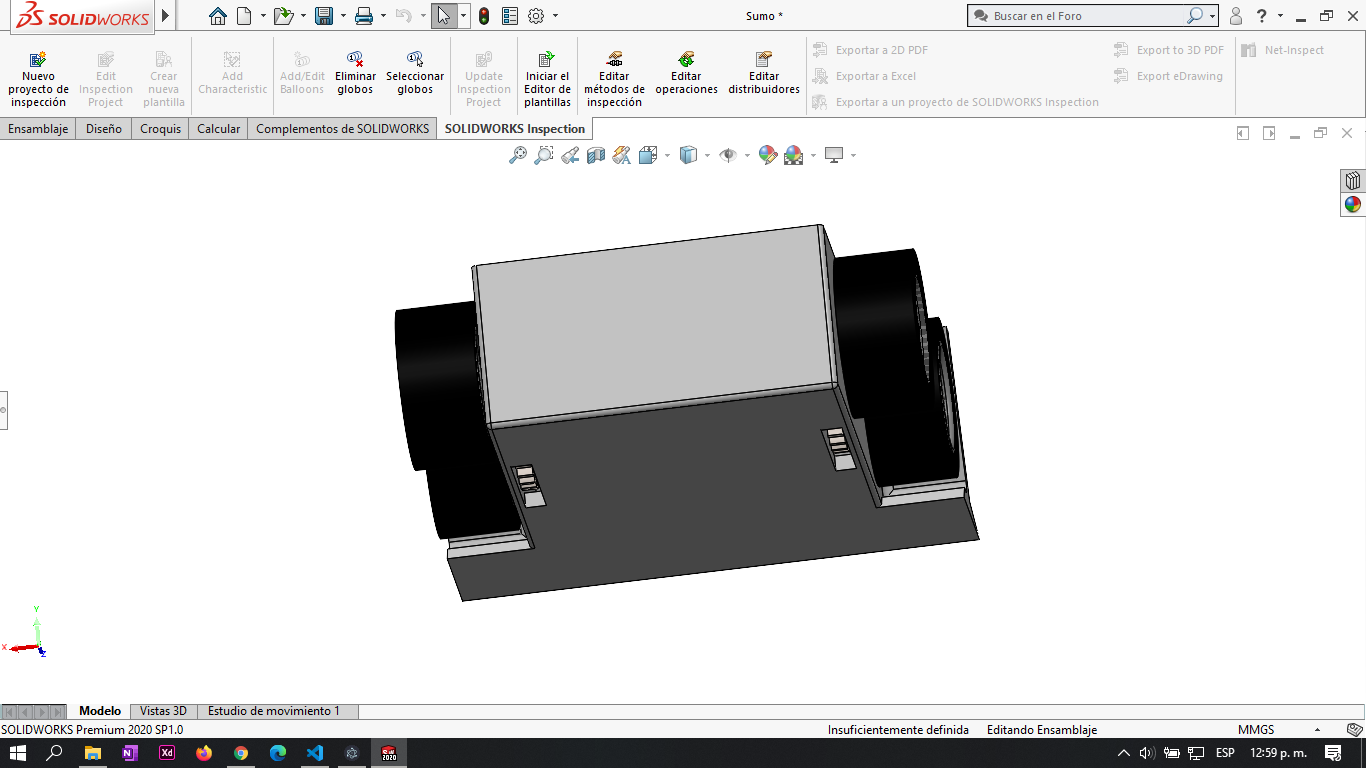 SOLIDWORKS
Sumo *
Buscar en el Foro
?
Nuevo proyecto de inspección
Edit Inspection Project
Crear nueva plantilla
Add Characteristic
Add/Edit Balloons
Eliminar globos
Seleccionar globos
Update Inspection Project
Iniciar el Editor de plantillas
Editar métodos de inspección
Editar operaciones
Editar distribuidores
Exportar a 2D PDF
Exportar a Excel
Exportar a un proyecto de SOLIDWORKS Inspection
Export to 3D PDF
Export eDrawing
Net-Inspect
Ensamblaje
Diseño
Croquis
Calcular
Complementos de SOLIDWORKS
SOLIDWORKS Inspection
Y
X
Z
Modelo
Vistas 3D
Estudio de movimiento 1
SOLIDWORKS Premium 2020 SP1.0
Insuficientemente definida
Editando Ensamblaje
MMGS
N
Xd
SW
2020
ESP
12:59 p. m.